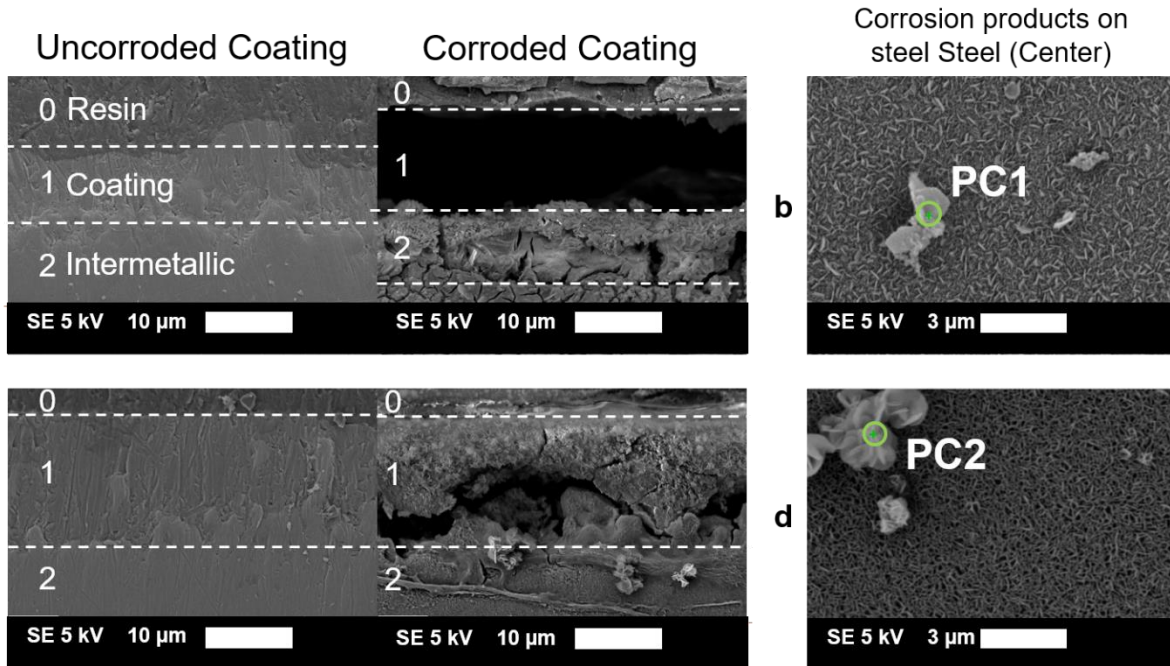 Uncorroded Coating
Corroded Coating
Corrosion products on
steel Steel (Center)
0 Resin
1 Coating
2 Intermetallic
SE 5 kV 10 µm
0
1
2
SE 5 kV 10 µm
b
PC1
SE 5 kV 3 µm
0
1
2
SE 5 kV 10 µm
0
1
2
SE 5 kV 10 µm
d
PC2
SE 5 kV 3 µm